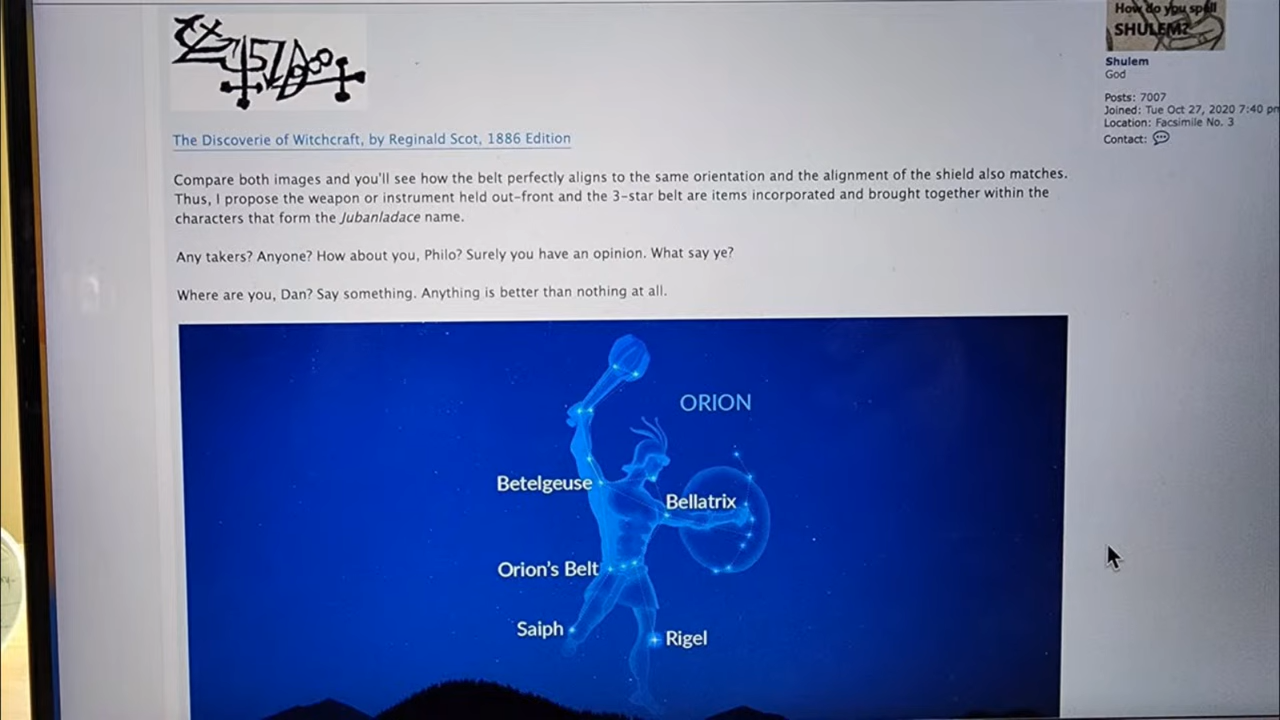 How do you spell
SHULEM?
Shulem
God
Posts: 7007
Joined: Tue Oct 27, 2020 7:40 pm
Location: Facsimile No. 3
Contact:
The Discoverie of Witchcraft, by Reginald Scot, 1886 Edition
Compare both images and you'll see how the belt perfectly aligns to the same orientation and the alignment of the shield also matches.
Thus, I propose the weapon or instrument held out-front and the 3-star belt are items incorporated and brought together within the
characters that form the Jubanladace name.
Any takers? Anyone? How about you, Philo? Surely you have an opinion. What say ye?
Where are you, Dan? Say something. Anything is better than nothing at all.
ORION
Betelgeuse
Bellatrix
Orion's Belt
Saiph
Rigel